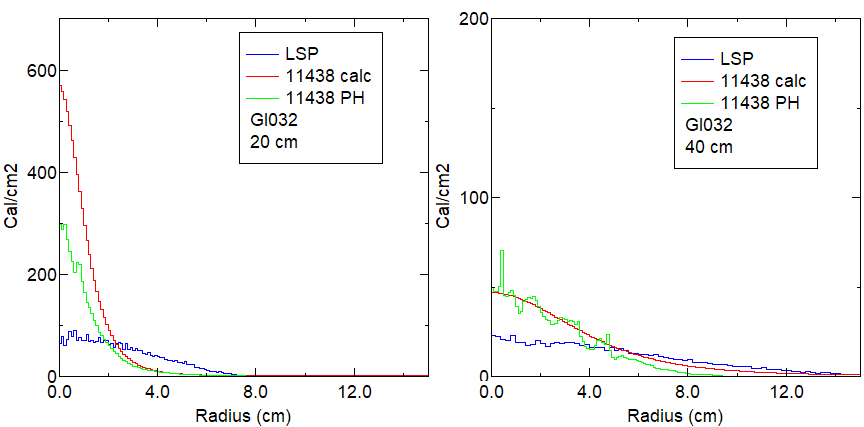 600
400
200
0
Cal/cm2
0.0 4.0 8.0 12.0
Radius (cm)
LSP
11438 calc
11438 PH
GI032
20 cm
200
100
0
Cal/cm2
0.0 4.0 8.0 12.0
Radius (cm)
LSP
11438 calc
11438 PH
GI032
40 cm